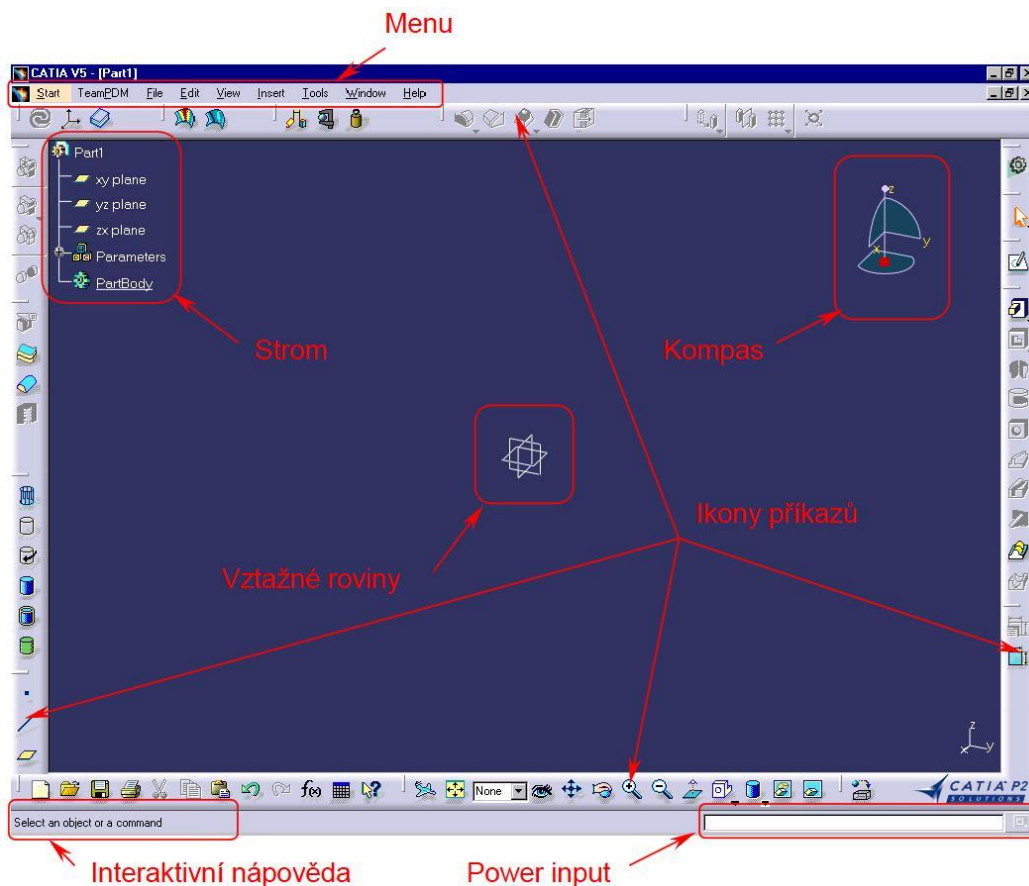 Menu
CATIA V5 - [Part1]
Start TeamPDM File Edit View Insert Tools Window Help
Part1
xy plane
yz plane
zx plane
Parameters
PartBody
z
y
x
Strom
Kompas
Ikony příkazů
Vztažné roviny
z
x y
f(x) None
CATIA P2
SOLUTIONS
Select an object or a command
Interaktivní nápověda
Power input